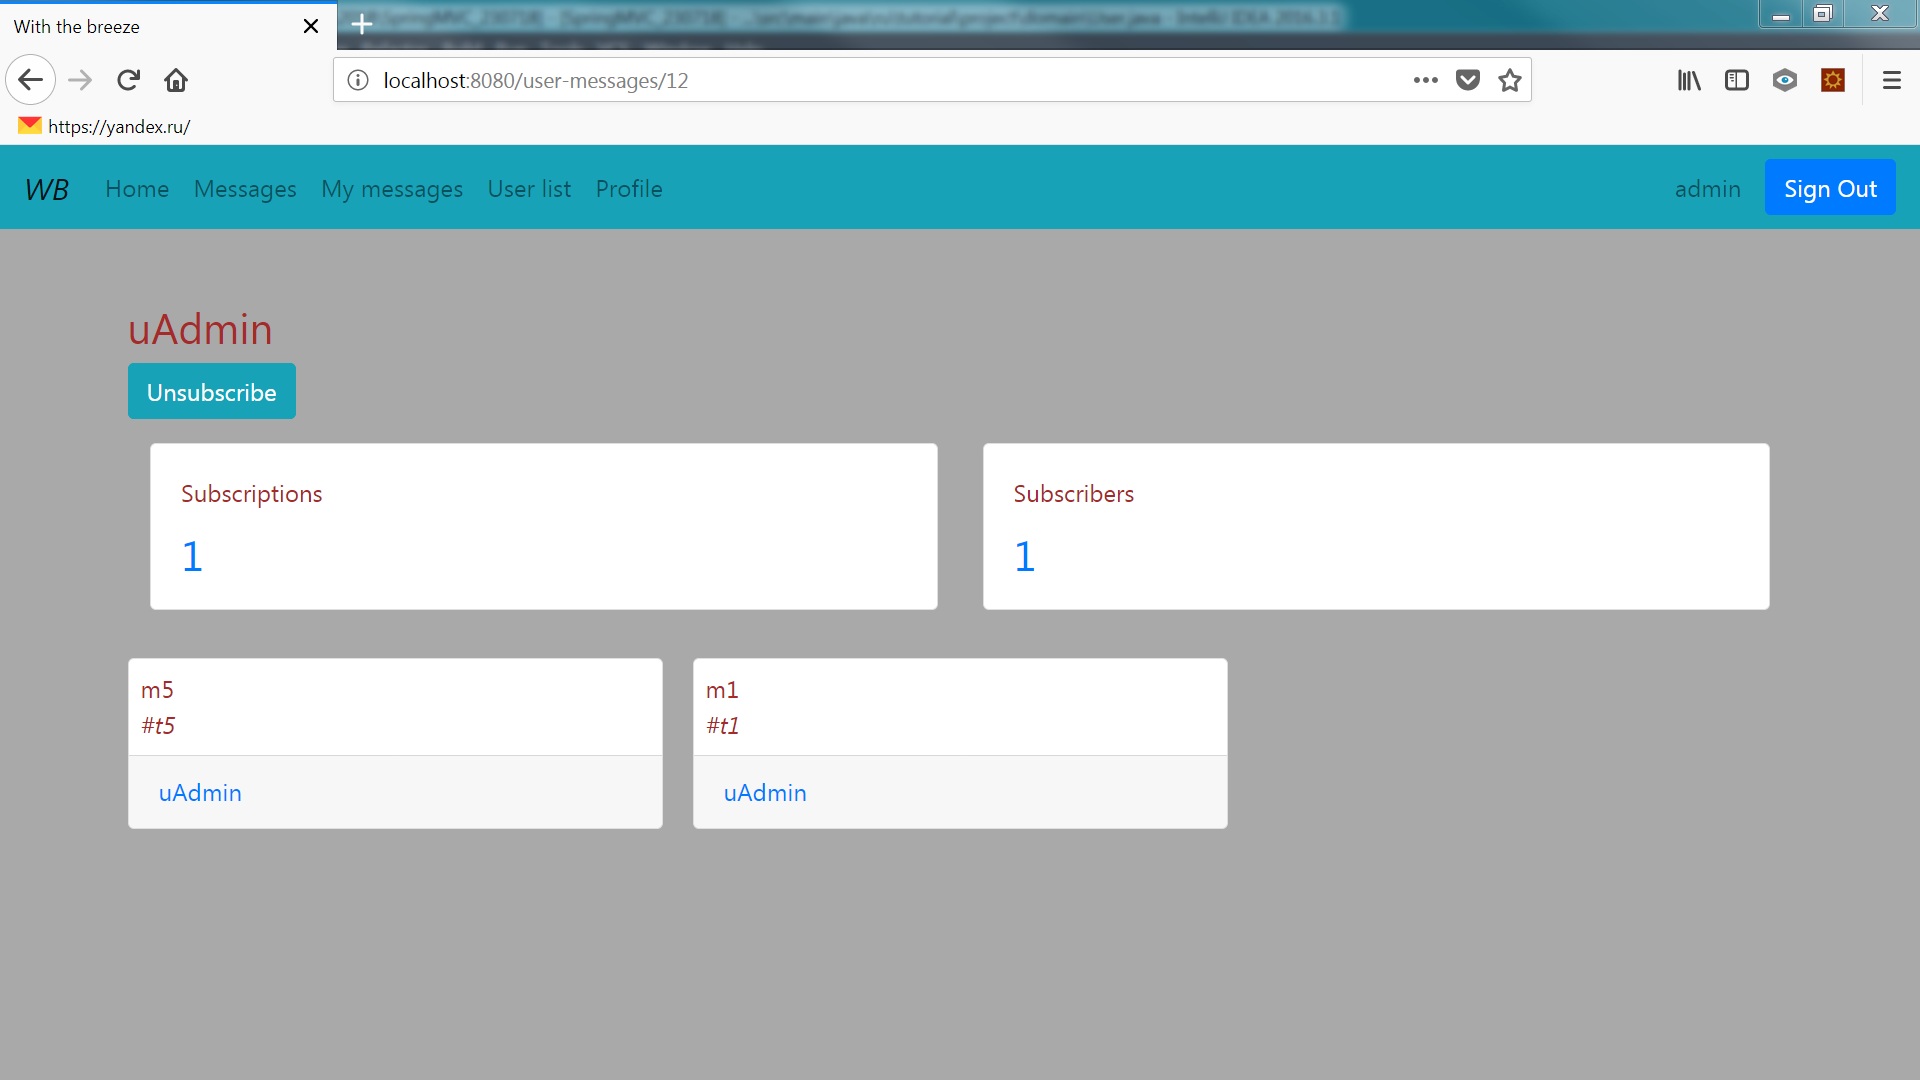 With the breeze
localhost:8080/user-messages/12
https://yandex.ru/
WB Home Messages My messages User list Profile admin Sign Out
uAdmin
Unsubscribe
Subscriptions
1
Subscribers
1
m5
#t5
uAdmin
m1
#t1
uAdmin